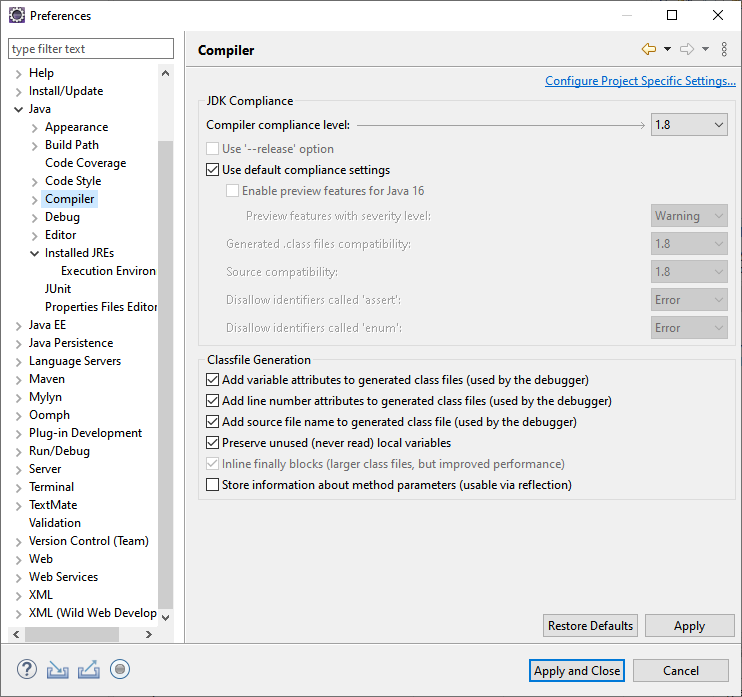 Preferences
type filter text
Help
Install/Update
Java
Appearance
Build Path
Code Coverage
Code Style
Compiler
Debug
Editor
Installed JREs
Execution Environ
JUnit
Properties Files Editor
Java EE
Java Persistence
Language Servers
Maven
Mylyn
Oomph
Plug-in Development
Run/Debug
Server
Terminal
TextMate
Validation
Version Control (Team)
Web
Web Services
XML
XML (Wild Web Develop
Compiler
Configure Project Specific Settings...
JDK Compliance
Compiler compliance level: 1.8
Use '--release' option
Use default compliance settings
Enable preview features for Java 16
Preview features with severity level: Warning
Generated .class files compatibility: 1.8
Source compatibility: 1.8
Disallow identifiers called 'assert': Error
Disallow identifiers called 'enum': Error
Classfile Generation
Add variable attributes to generated class files (used by the debugger)
Add line number attributes to generated class files (used by the debugger)
Add source file name to generated class file (used by the debugger)
Preserve unused (never read) local variables
Inline finally blocks (larger class files, but improved performance)
Store information about method parameters (usable via reflection)
Restore Defaults Apply
? Apply and Close Cancel